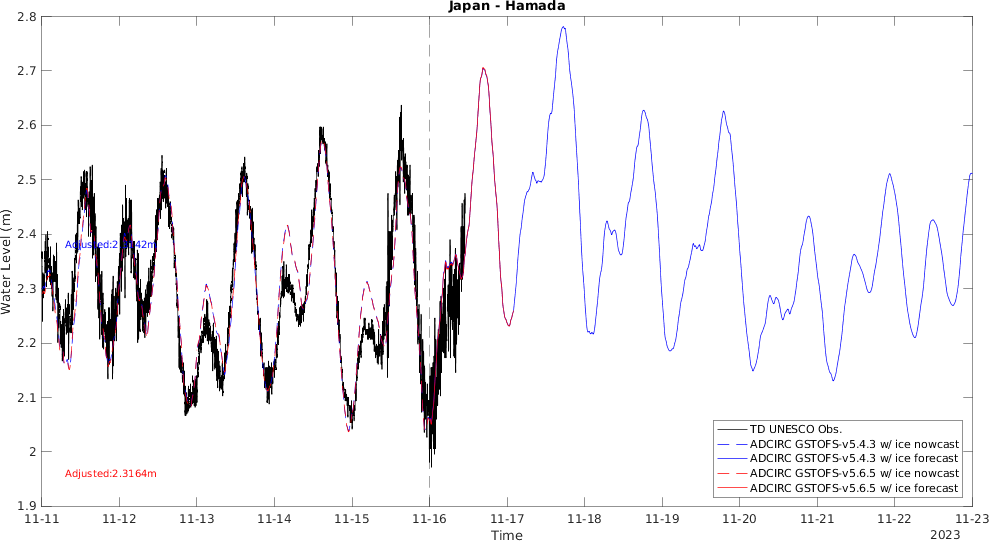 Japan - Hamada
Water Level (m)
2.8
2.7
2.6
2.5
2.4
2.3
2.2
2.1
2
1.9
Adjusted:2.3164m
TD UNESCO Obs.
ADCIRC GSTOFS-v5.4.3 w/ ice nowcast
ADCIRC GSTOFS-v5.4.3 w/ ice forecast
ADCIRC GSTOFS-v5.6.5 w/ ice nowcast
ADCIRC GSTOFS-v5.6.5 w/ ice forecast
11-11 11-12 11-13 11-14 11-15 11-16 11-17 11-18 11-19 11-20 11-21 11-22 11-23
Time
2023